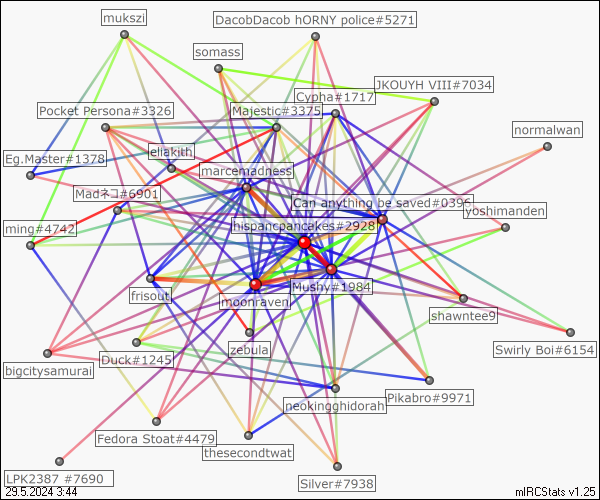 mukszi
DacobDacob hORNY police#5271
somass
JKOUYH VIII#7034
Cypha#1717
Pocket Persona#3326
Majestic#3375
normalwan
eliakith
Eg.Master#1378
marcemadness
Madネコ#6901
Can anything be saved#0396
yoshimanden
ming#4742
hispancpancakes#2928
Mushy#1984
frisout
moonraven
shawntee9
zebula
Swirly Boi#6154
Duck#1245
bigcitysamurai
Pikabro#9971
neokingghidorah
Fedora Stoat#4479
thesecondtwat
LPK2387 #7690
Silver#7938
29.5.2024 3:44
mIRCStats v1.25